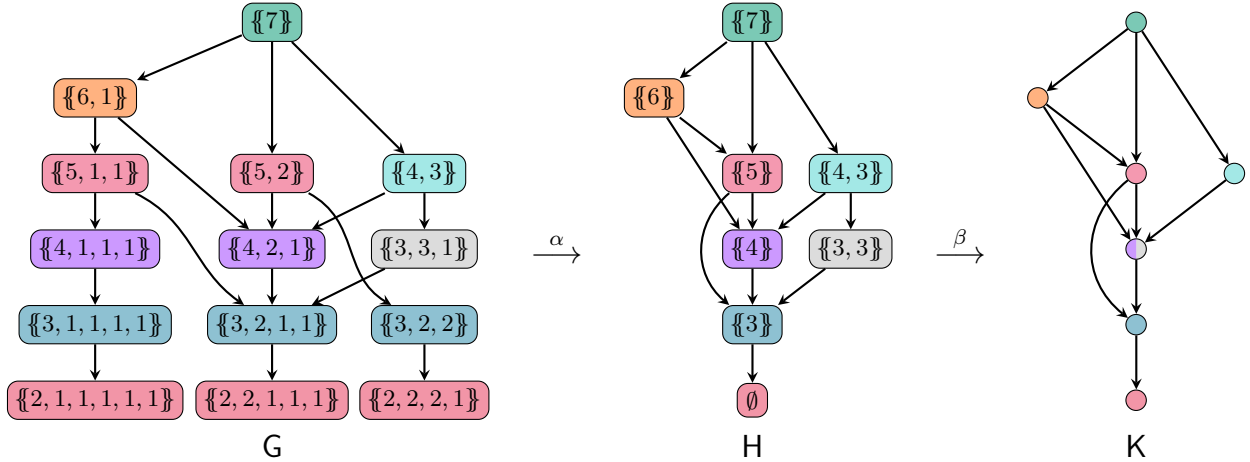 ⦃7⦄ ⦃7⦄
⦃6, 1⦄ ⦃6⦄
⦃5, 1, 1⦄ ⦃5, 2⦄ ⦃4, 3⦄ ⦃5⦄ ⦃4, 3⦄
⦃4, 1, 1, 1⦄ ⦃4, 2, 1⦄ ⦃3, 3, 1⦄ α ⦃4⦄ ⦃3, 3⦄ β
⦃3, 1, 1, 1, 1⦄ ⦃3, 2, 1, 1⦄ ⦃3, 2, 2⦄ ⦃3⦄
⦃2, 1, 1, 1, 1, 1⦄ ⦃2, 2, 1, 1, 1⦄ ⦃2, 2, 2, 1⦄ ∅
G H K